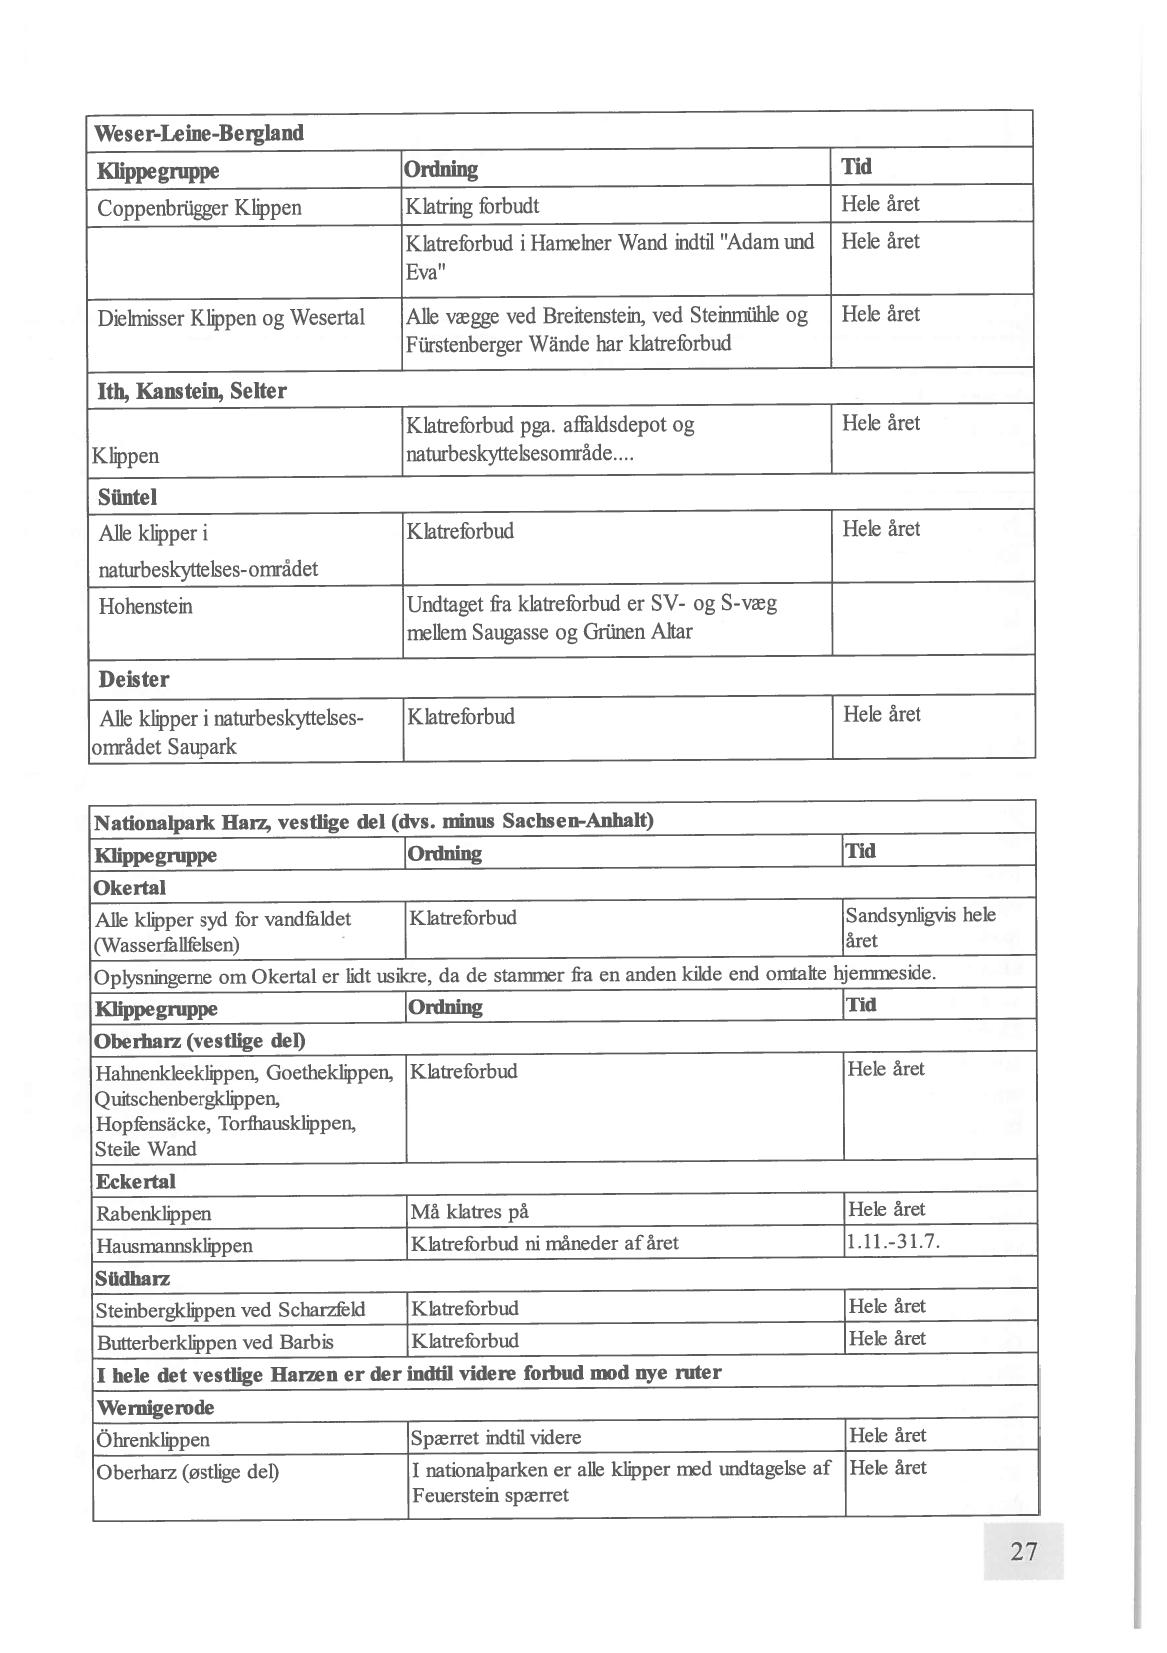 Weser-Leine-Bergland
Klippegruppe Ordning Tid
Coppenbrügger Klippen Klatring forbudt Hele året
Klatreforbud i Hamelner Wand indtil "Adam und Hele året
Eva"
Dielmisser Klippen og Wesertal Alle vægge ved Breitenstein, ved Steinmühle og Hele året
Fürstenberger Wände har klatreforbud
Ith, Kanstein, Selter
Klatreforbud pga. affaldsdepot og Hele året
Klippen naturbeskyttelsesområde....
Süntel
Alle klipper i Klatreforbud Hele året
naturbeskyttelses-området
Hohenstein Undtaget fra klatreforbud er SV- og S-væg
mellem Saugasse og Grünen Altar
Deister
Alle klipper i naturbeskyttelses- Klatreforbud Hele året
området Saupark
Nationalpark Harz, vestlige del (dvs. minus Sachsen-Anhalt)
Klippegruppe Ordning Tid
Okertal
Alle klipper syd for vandfaldet Klatreforbud Sandsynligvis hele
(Wasserfallfelsen) året
Oplysningerne om Okertal er lidt usikre, da de stammer fra en anden kilde end omtalte hjemmeside.
Klippegruppe Ordning Tid
Oberharz (vestlige del)
Hahnenkleeklippen, Goetheklippen, Klatreforbud Hele året
Quitschenbergklippen,
Hopfensäcke, Torfhausklippen,
Steile Wand
Eckertal
Rabenklippen Må klatres på Hele året
Hausmannsklippen Klatreforbud ni måneder af året 1.11.-31.7.
Südharz
Steinbergklippen ved Scharzfeld Klatreforbud Hele året
Butterberklippen ved Barbis Klatreforbud Hele året
I hele det vestlige Harzen er der indtil videre forbud mod nye ruter
Wernigerode
Öhrenklippen Spærret indtil videre Hele året
Oberharz (østlige del) I nationalparken er alle klipper med undtagelse af Hele året
Feuerstein spærret
27